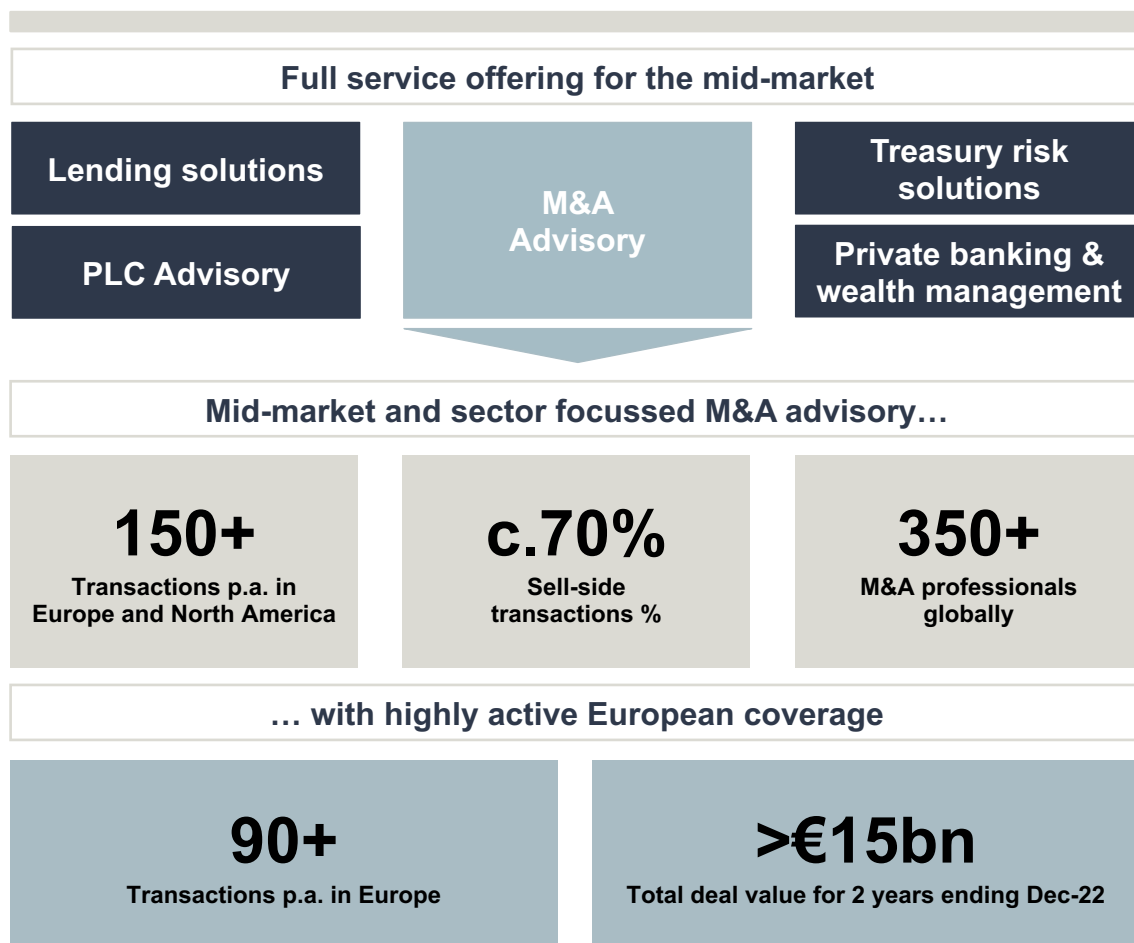 Full service offering for the mid-market
Lending solutions
PLC Advisory
M&A
Advisory
Treasury risk
solutions
Private banking &
wealth management
Mid-market and sector focussed M&A advisory…
150+
Transactions p.a. in
Europe and North America
c.70%
Sell-side
transactions %
350+
M&A professionals
globally
… with highly active European coverage
90+
Transactions p.a. in Europe
>€15bn
Total deal value for 2 years ending Dec-22